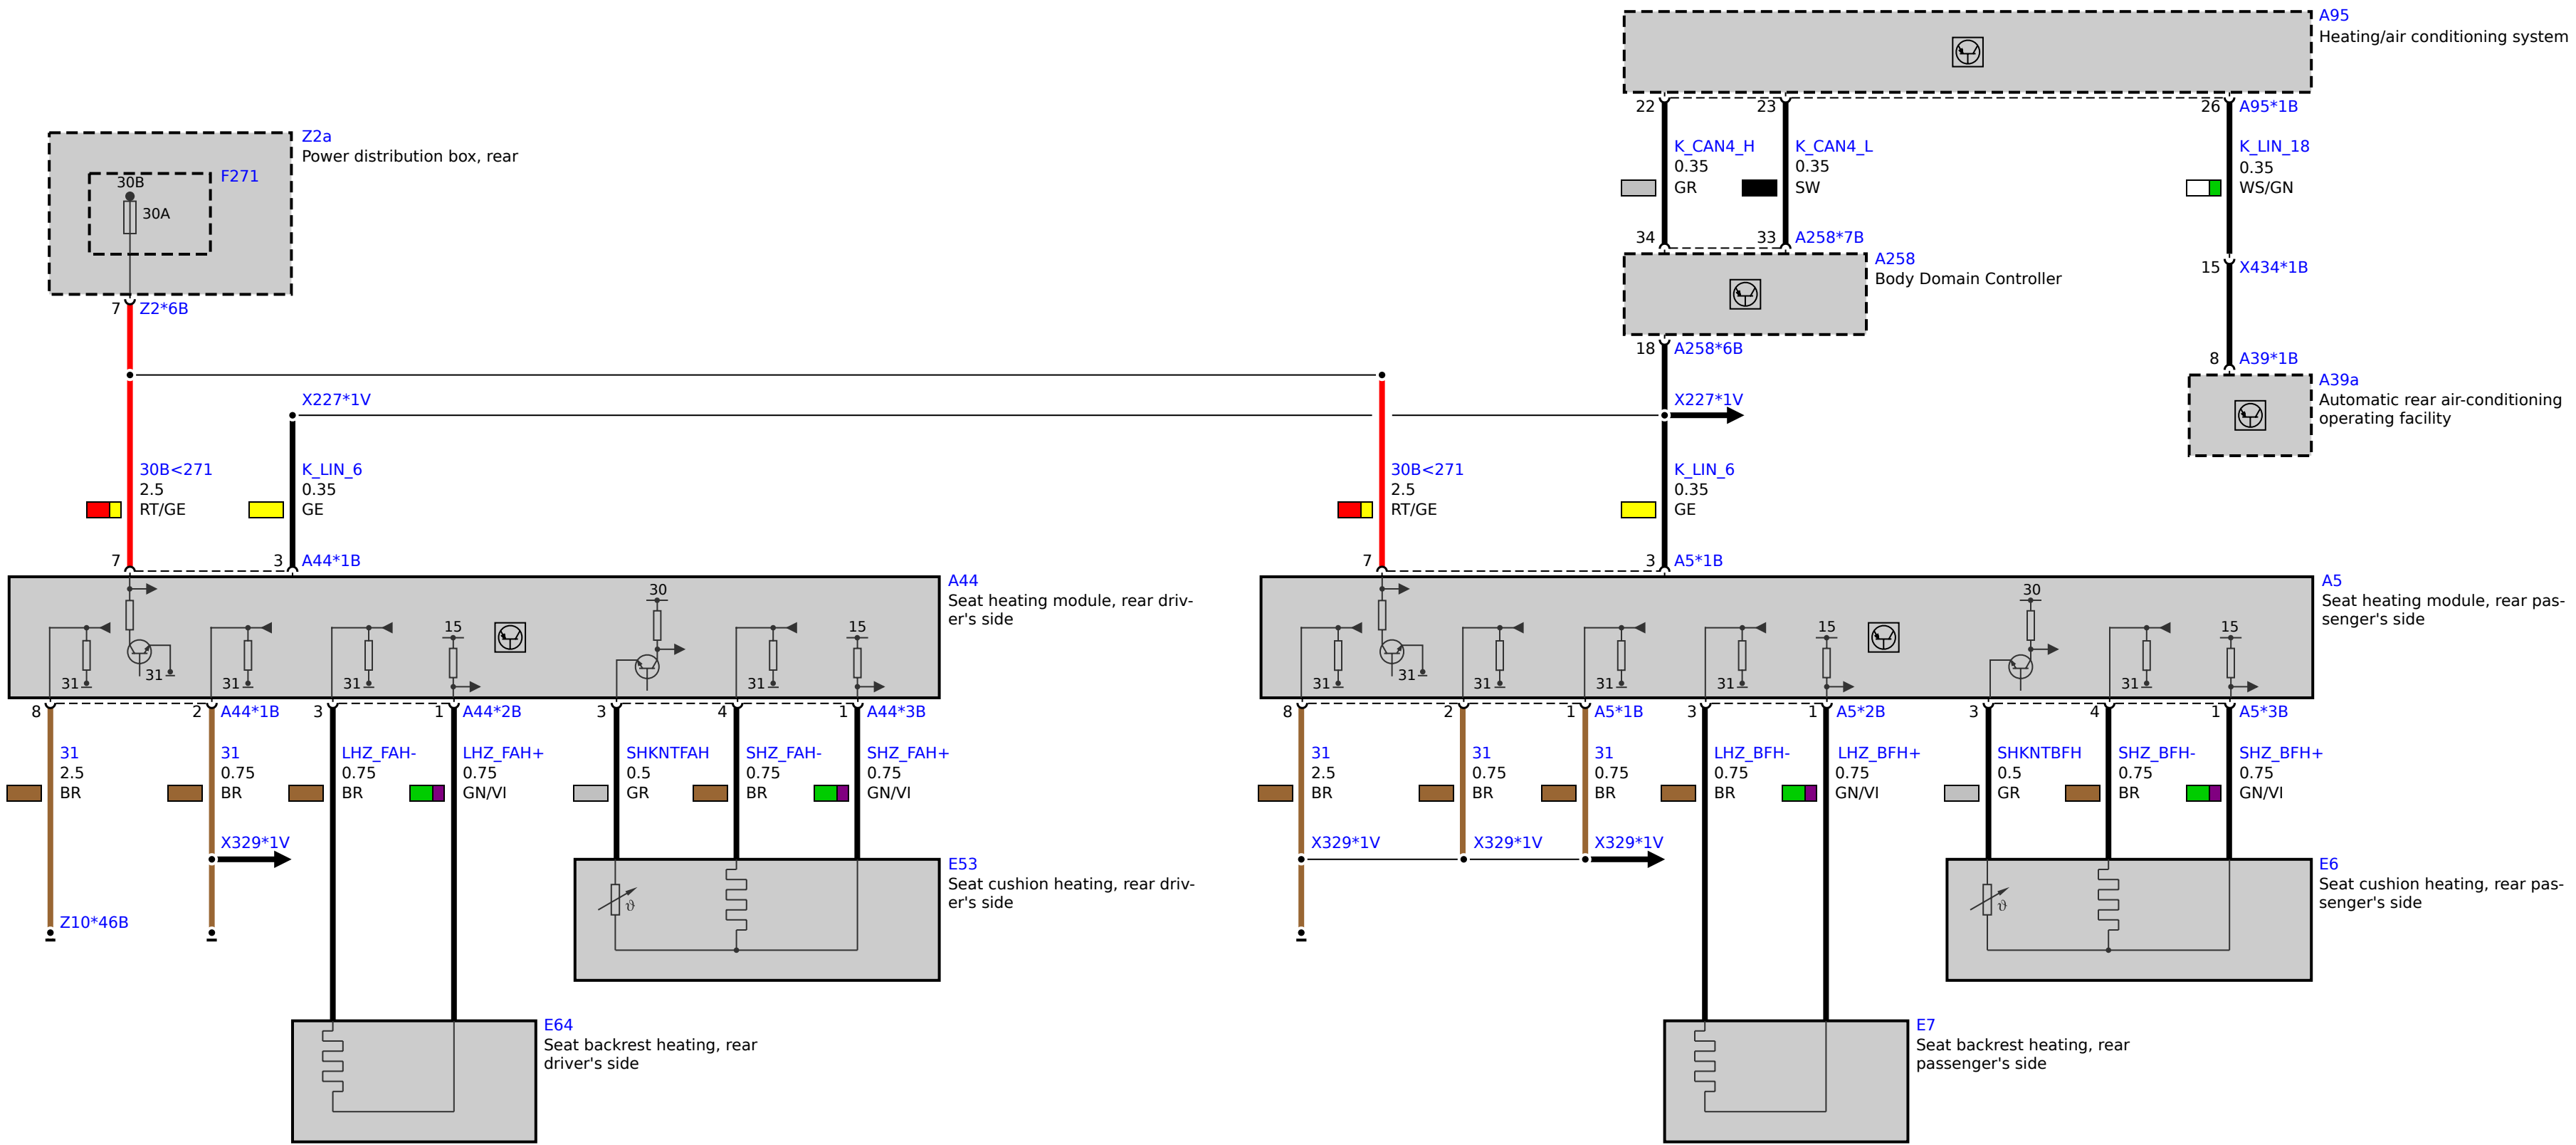 A95
Heating/air conditioning system
22
23
26
A95*1B
K_CAN4_H
0.35
GR
K_CAN4_L
0.35
SW
K_LIN_18
0.35
WS/GN
Z2a
Power distribution box, rear
F271
30B
30A
7
Z2*6B
34
33
A258*7B
A258
Body Domain Controller
15
X434*1B
18
A258*6B
8
A39*1B
A39a
Automatic rear air-conditioning
operating facility
X227*1V
X227*1V
30B<271
2.5
RT/GE
K_LIN_6
0.35
GE
30B<271
2.5
RT/GE
K_LIN_6
0.35
GE
7
3
A44*1B
7
3
A5*1B
A44
Seat heating module, rear driv-
er's side
31
31
31
31
15
30
31
15
A5
Seat heating module, rear pas-
senger's side
31
31
31
31
31
15
30
31
15
8
2
A44*1B
3
1
A44*2B
3
4
1
A44*3B
8
2
1
A5*1B
3
1
A5*2B
3
4
1
A5*3B
31
2.5
BR
31
0.75
BR
LHZ_FAH-
0.75
BR
LHZ_FAH+
0.75
GN/VI
SHKNTFAH
0.5
GR
SHZ_FAH-
0.75
BR
SHZ_FAH+
0.75
GN/VI
31
2.5
BR
31
0.75
BR
31
0.75
BR
LHZ_BFH-
0.75
BR
LHZ_BFH+
0.75
GN/VI
SHKNTBFH
0.5
GR
SHZ_BFH-
0.75
BR
SHZ_BFH+
0.75
GN/VI
X329*1V
X329*1V
X329*1V
X329*1V
Z10*46B
E53
Seat cushion heating, rear driv-
er's side
ϑ
E6
Seat cushion heating, rear pas-
senger's side
ϑ
E64
Seat backrest heating, rear
driver's side
E7
Seat backrest heating, rear
passenger's side